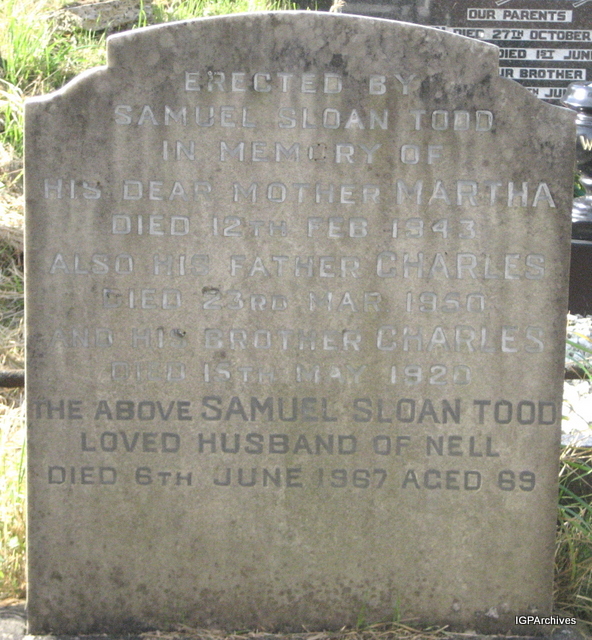 OUR PARENTS
DIED 27TH OCTOBER
DIED 1ST
BROTHER
ERECTED BY
SAMUEL SLOAN TODD
IN MEMORY OF
HIS DEAR MOTHER MARTHA
DIED 12TH FEB 1943
ALSO HIS FATHER CHARLES
DIED 23RD MAR 1950
AND HIS BROTHER CHARLES
DIED 15TH MAY 1920
THE ABOVE SAMUEL SLOAN TODD
LOVED HUSBAND OF NELL
DIED 6TH JUNE 1967 AGED 69
IGPArchives